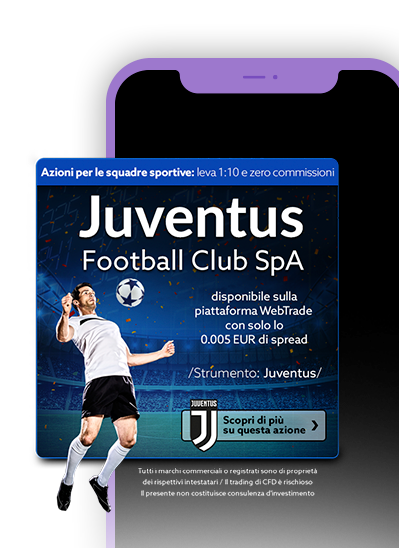 Azioni per le squadre sportive: leva 1:10 e zero commissioni
Juventus
Football Club SpA
disponibile sulla
piattaforma WebTrade
con solo lo
0.005 EUR di spread
/Strumento: Juventus/
JUVENTUS
Scopri di più
su questa azione
Tutti i marchi commerciali o registrati sono di proprietà
dei rispettivi intestatari / Il trading di CFD è rischioso
Il presente non costituisce consulenza d'investimento